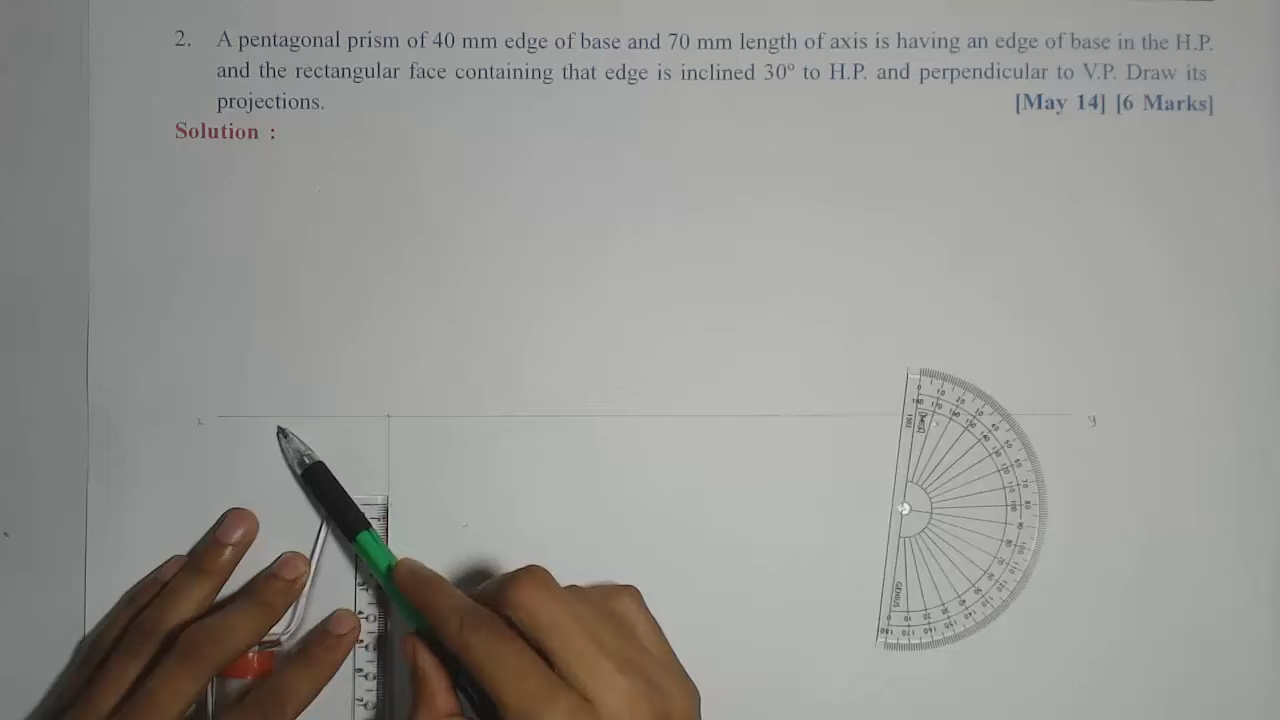 2. A pentagonal prism of 40 mm edge of base and 70 mm length of axis is having an edge of base in the H.P.
and the rectangular face containing that edge is inclined 30° to H.P. and perpendicular to V.P. Draw its
projections. [May 14] [6 Marks]
Solution :
x y
GENIUS